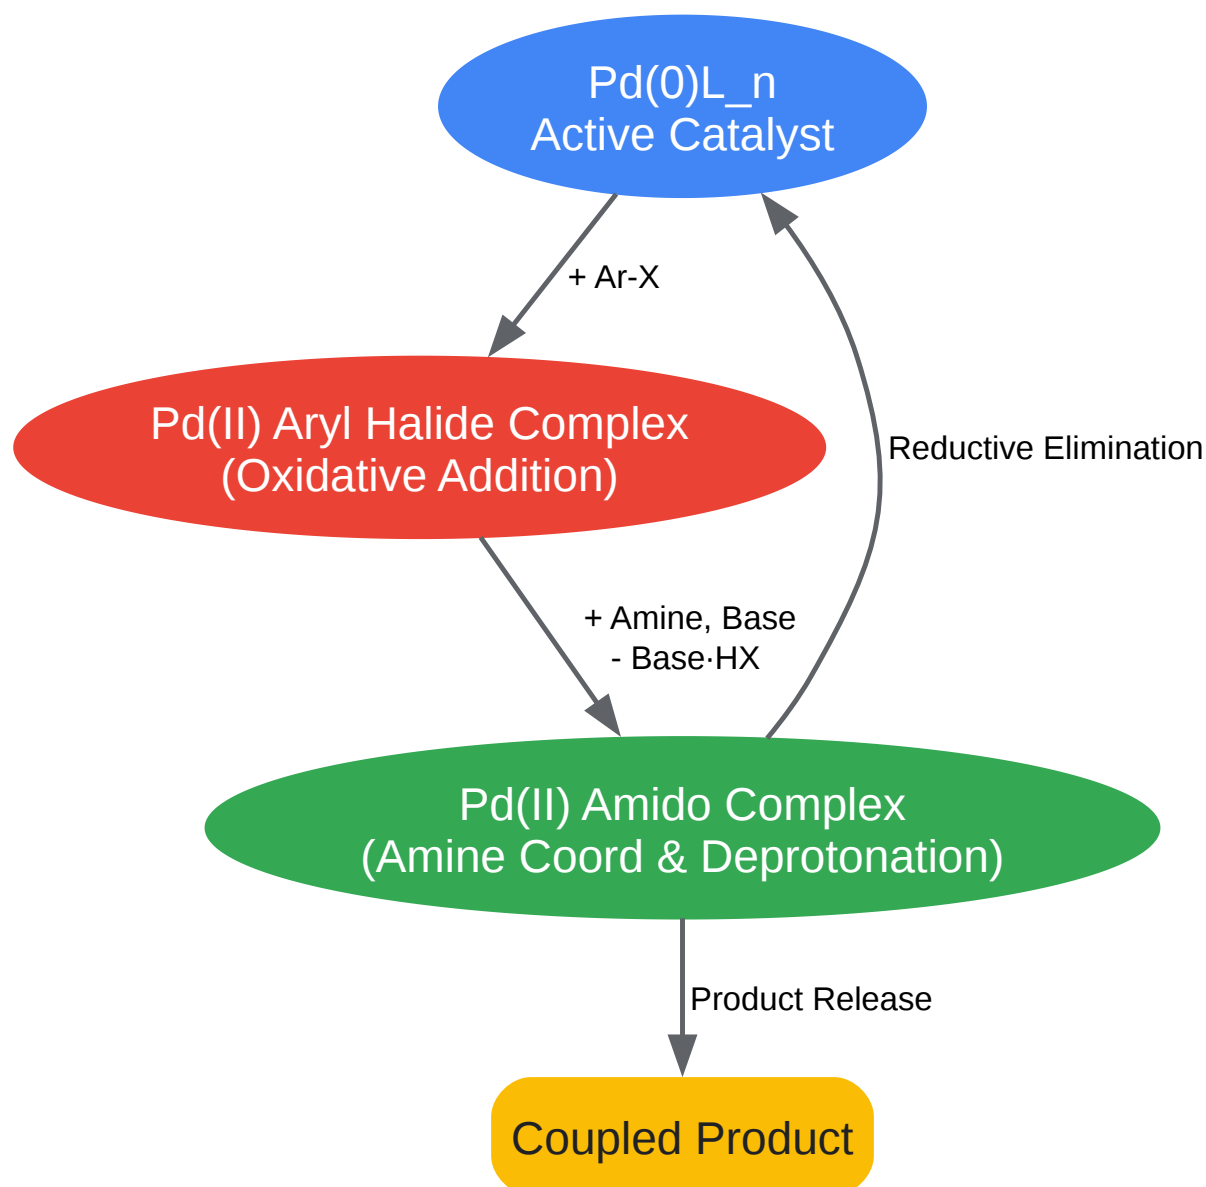 Pd(0)L_n
Active Catalyst
+ Ar-X
Pd(II) Aryl Halide Complex
(Oxidative Addition)
Reductive Elimination
+ Amine, Base
- Base·HX
Pd(II) Amido Complex
(Amine Coord & Deprotonation)
Product Release
Coupled Product